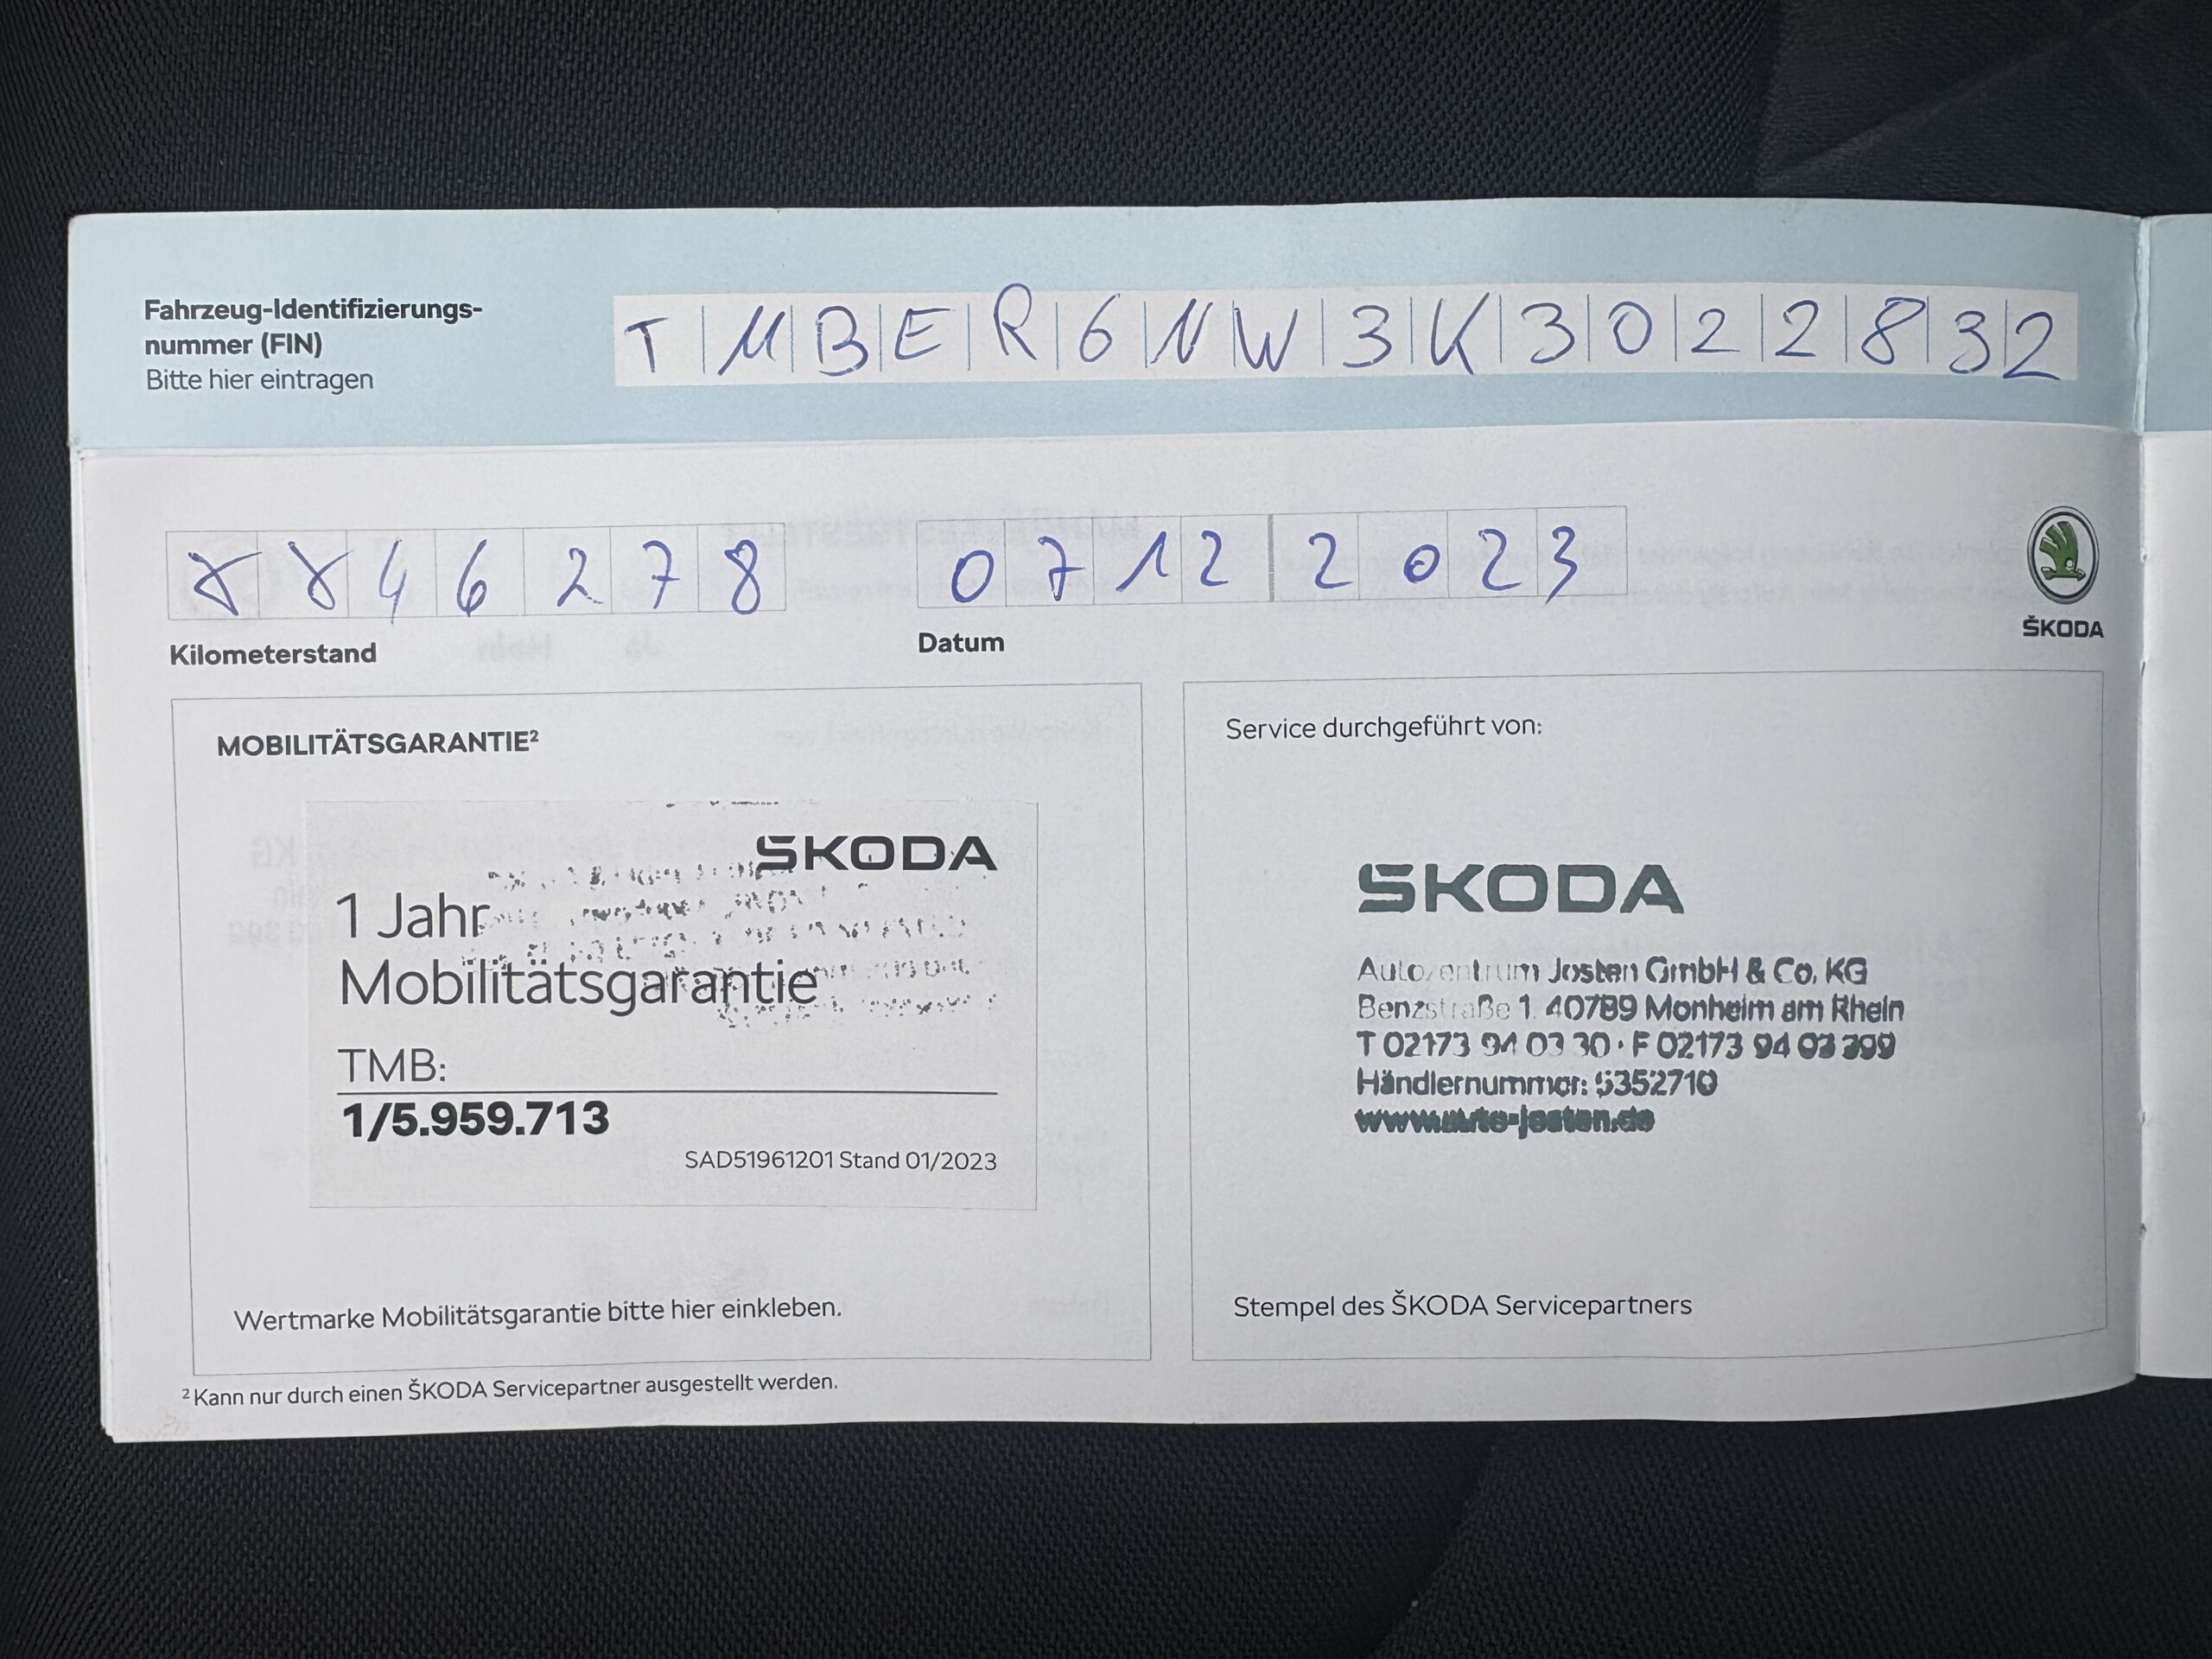 Fahrzeug-Identifizierungs-
nummer (FIN)
Bitte hier eintragen
TMBER6NW3K3022832
46278
Kilometerstand
07122023
Datum
ŠKODA
MOBILITÄTSGARANTIE²
ŠKODA
1 Jahr
Mobilitätsgarantie
TMB:
1/5.959.713
SAD51961201 Stand 01/2023
Wertmarke Mobilitätsgarantie bitte hier einkleben.
Service durchgeführt von:
ŠKODA
Autozentrum Josten GmbH & Co. KG
Benzstraße 1, 40789 Monheim am Rhein
T 02173 94 03 30 · F 02173 94 03 399
Händlernummer: 5352710
www.auto-josten.de
Stempel des ŠKODA Servicepartners
² Kann nur durch einen ŠKODA Servicepartner ausgestellt werden.